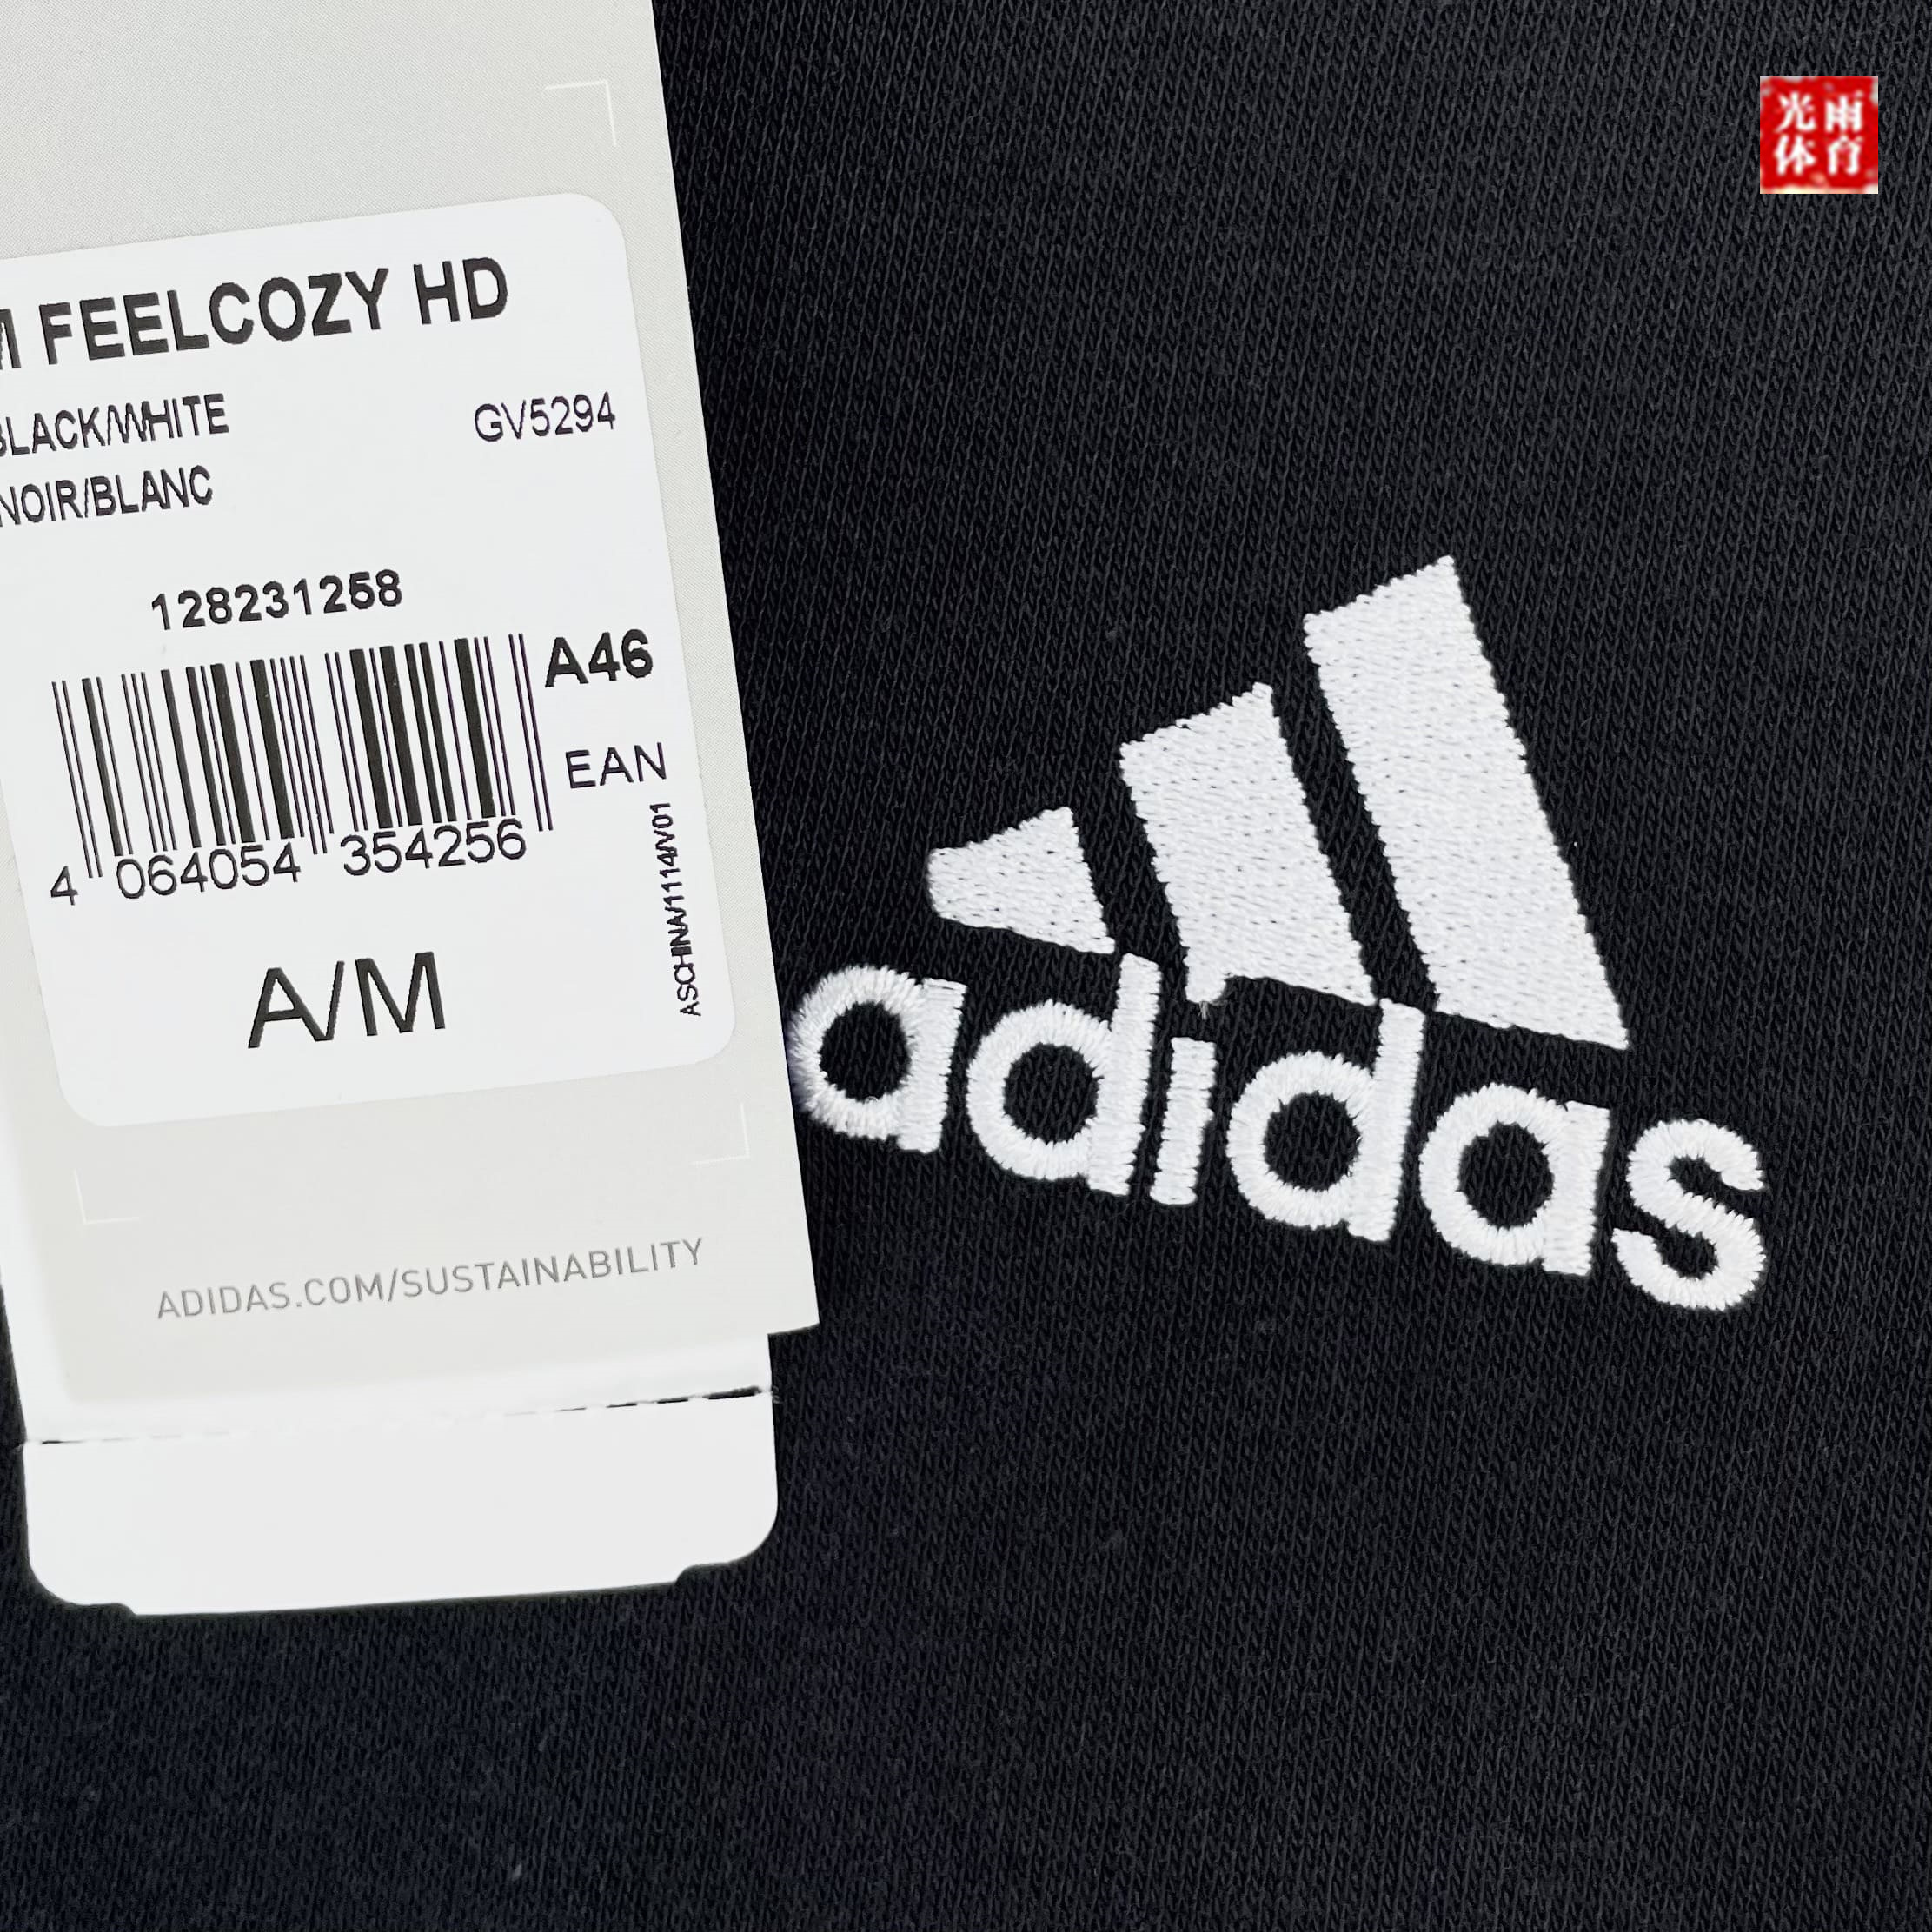 M FEELCOZY HD
BLACK/WHITE GV5294
NOIR/BLANC
128231258
A46
EAN
4 064054 354256
ASCHINA/1114/V01
A/M
ADIDAS.COM/SUSTAINABILITY
adidas
光雨
体育